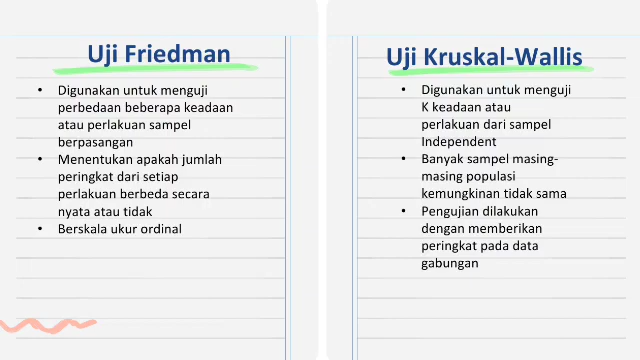 Uji Friedman
• Digunakan untuk menguji
perbedaan beberapa keadaan
atau perlakuan sampel
berpasangan
• Menentukan apakah jumlah
peringkat dari setiap
perlakuan berbeda secara
nyata atau tidak
• Berskala ukur ordinal
Uji Kruskal-Wallis
• Digunakan untuk menguji
K keadaan atau
perlakuan dari sampel
Independent
• Banyak sampel masing-
masing populasi
kemungkinan tidak sama
• Pengujian dilakukan
dengan memberikan
peringkat pada data
gabungan